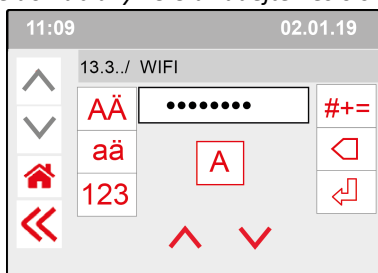 11:09 02.01.19
13.3../ WIFI
AÄ •••••••• #+=
aä A
123